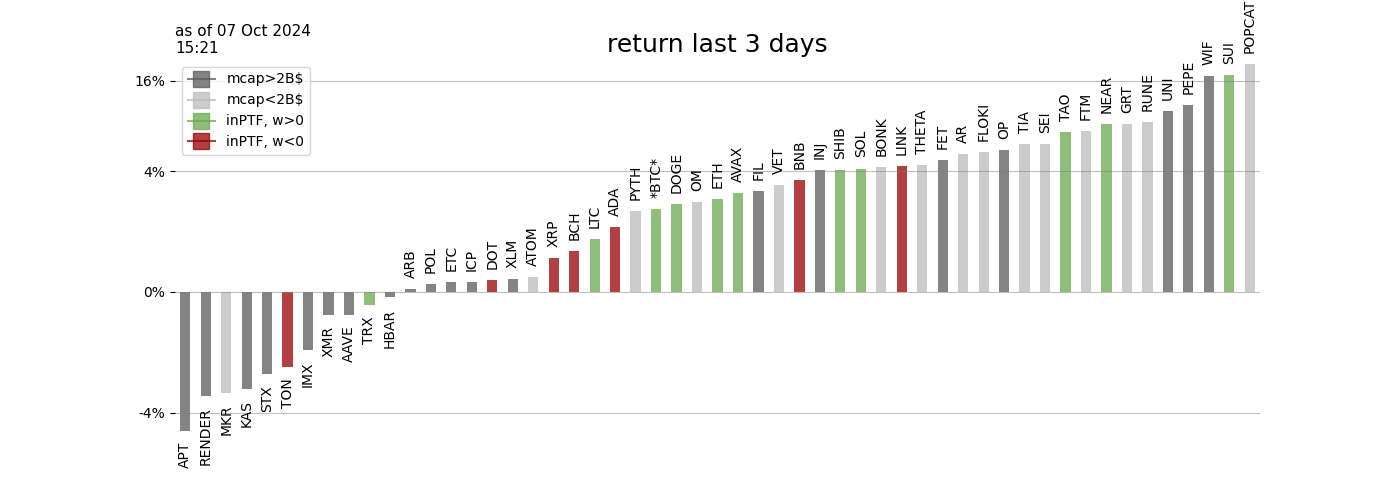 as of 07 Oct 2024
15:21
return last 3 days
mcap>2B$
mcap<2B$
inPTF, w>0
inPTF, w<0
16%
4%
0%
-4%
APT
RENDER
MKR
KAS
STX
TON
IMX
XMR
AAVE
TRX
HBAR
ARB
POL
ETC
ICP
DOT
XLM
ATOM
XRP
BCH
LTC
ADA
PYTH
*BTC*
DOGE
OM
ETH
AVAX
FIL
VET
BNB
INJ
SHIB
SOL
BONK
LINK
THETA
FET
AR
FLOKI
OP
TIA
SEI
TAO
FTM
NEAR
GRT
RUNE
UNI
PEPE
WIF
SUI
POPCAT